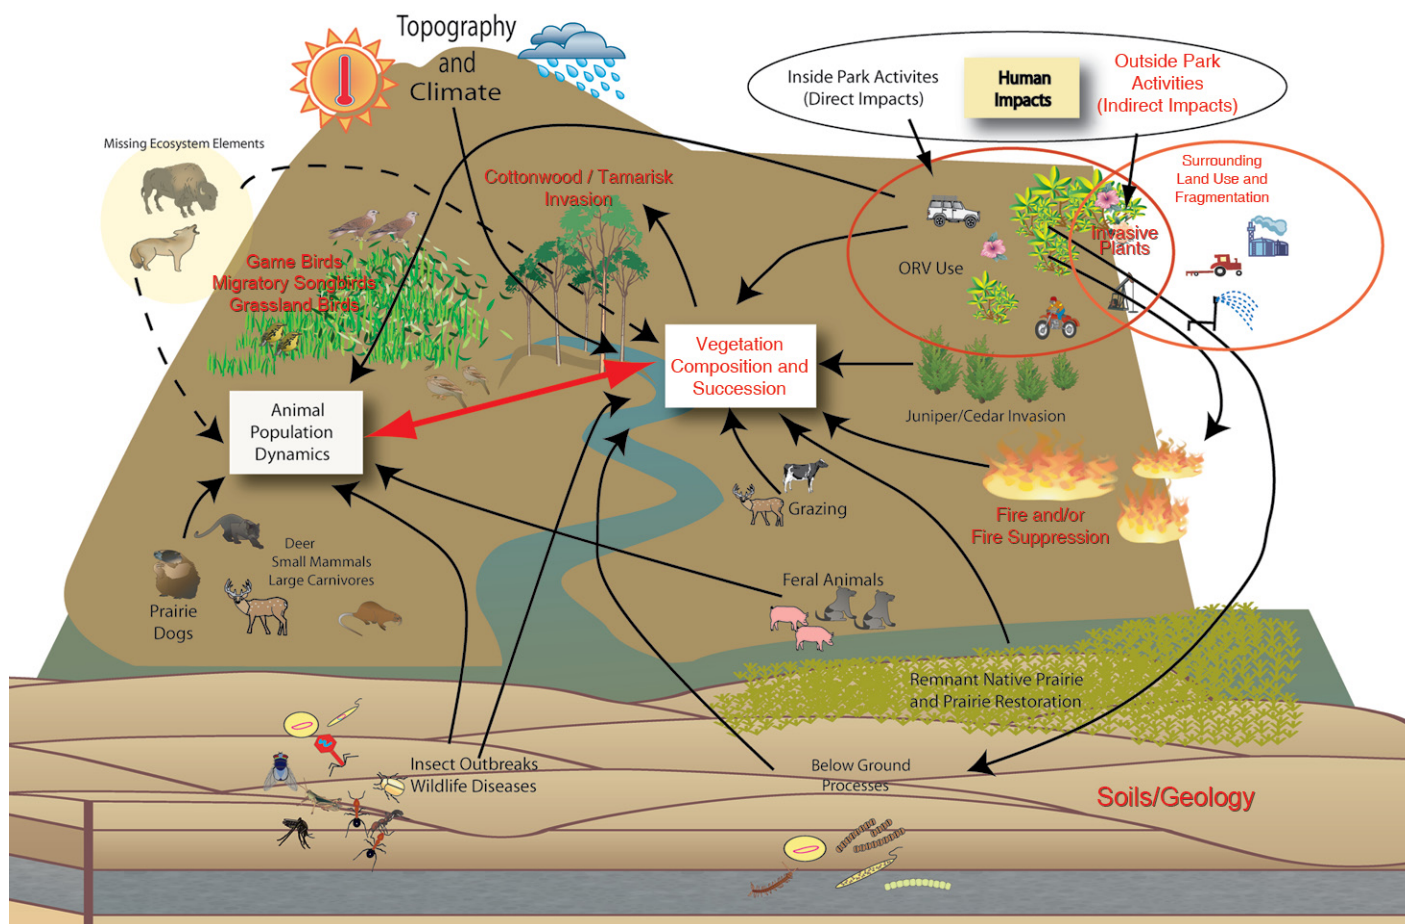 Topography
and
Climate
Inside Park Activites
(Direct Impacts)
Human
Impacts
Outside Park
Activities
(Indirect Impacts)
Missing Ecosystem Elements
Surrounding
Land Use and
Fragmentation
Cottonwood / Tamarisk
Invasion
Invasive
Plants
ORV Use
Game Birds
Migratory Songbirds
Grassland Birds
Vegetation
Composition and
Succession
Animal
Population
Dynamics
Juniper/Cedar Invasion
Grazing
Fire and/or
Fire Suppression
Deer
Small Mammals
Large Carnivores
Prairie
Dogs
Feral Animals
Remnant Native Prairie
and Prairie Restoration
Insect Outbreaks
Wildlife Diseases
Below Ground
Processes
Soils/Geology